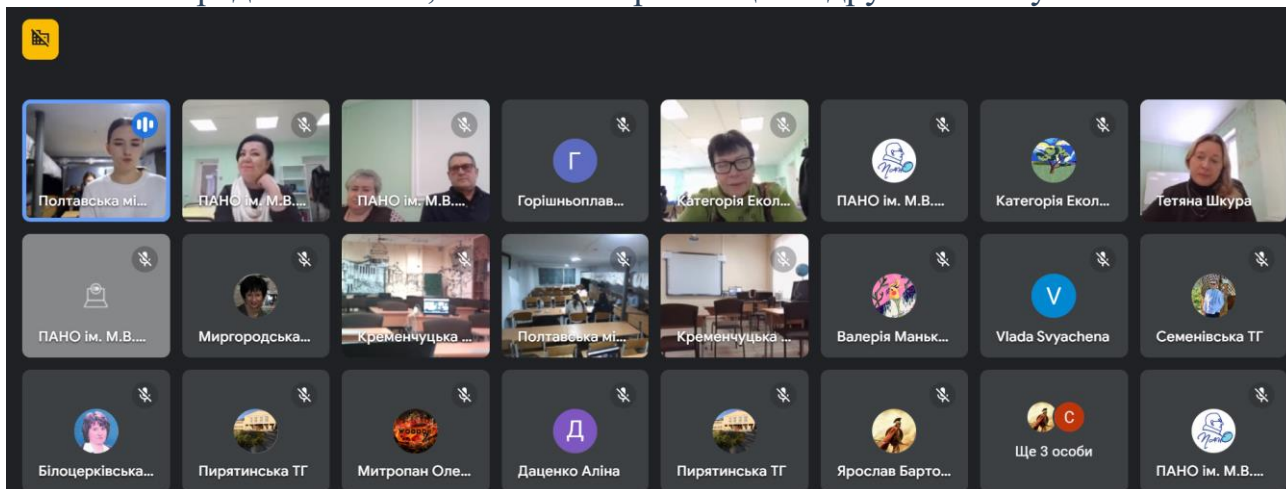 Полтавська мі...
ПАНО ім. М.В....
ПАНО ім. М.В....
Горішньоплав...
Категорія Екол...
ПАНО ім. М.В....
Категорія Екол...
Тетяна Шкура
ПАНО ім. М.В....
Миргородська...
Кременчуцька ...
Полтавська мі...
Кременчуцька ...
Валерія Маньк...
Vlada Svyachena
Семенівська ТГ
Білоцерківська...
Пирятинська ТГ
Митропан Оле...
Даценко Аліна
Пирятинська ТГ
Ярослав Барто...
Ще 3 особи
ПАНО ім. М.В....
Г
V
Д
С